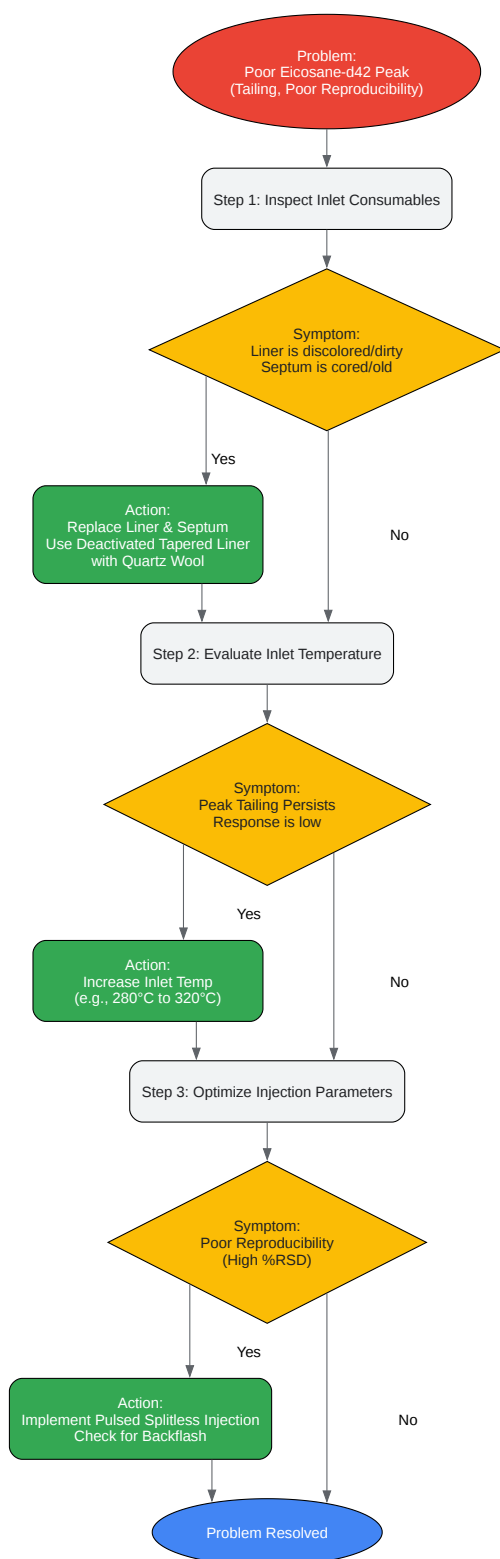 Problem:
Poor Eicosane-d42 Peak
(Tailing, Poor Reproducibility)
Step 1: Inspect Inlet Consumables
Symptom:
Liner is discolored/dirty
Septum is cored/old
Yes
Action:
Replace Liner & Septum
Use Deactivated Tapered Liner
with Quartz Wool
No
Step 2: Evaluate Inlet Temperature
Symptom:
Peak Tailing Persists
Response is low
Yes
Action:
Increase Inlet Temp
(e.g., 280°C to 320°C)
No
Step 3: Optimize Injection Parameters
Symptom:
Poor Reproducibility
(High %RSD)
Yes
Action:
Implement Pulsed Splitless Injection
Check for Backflash
No
Problem Resolved